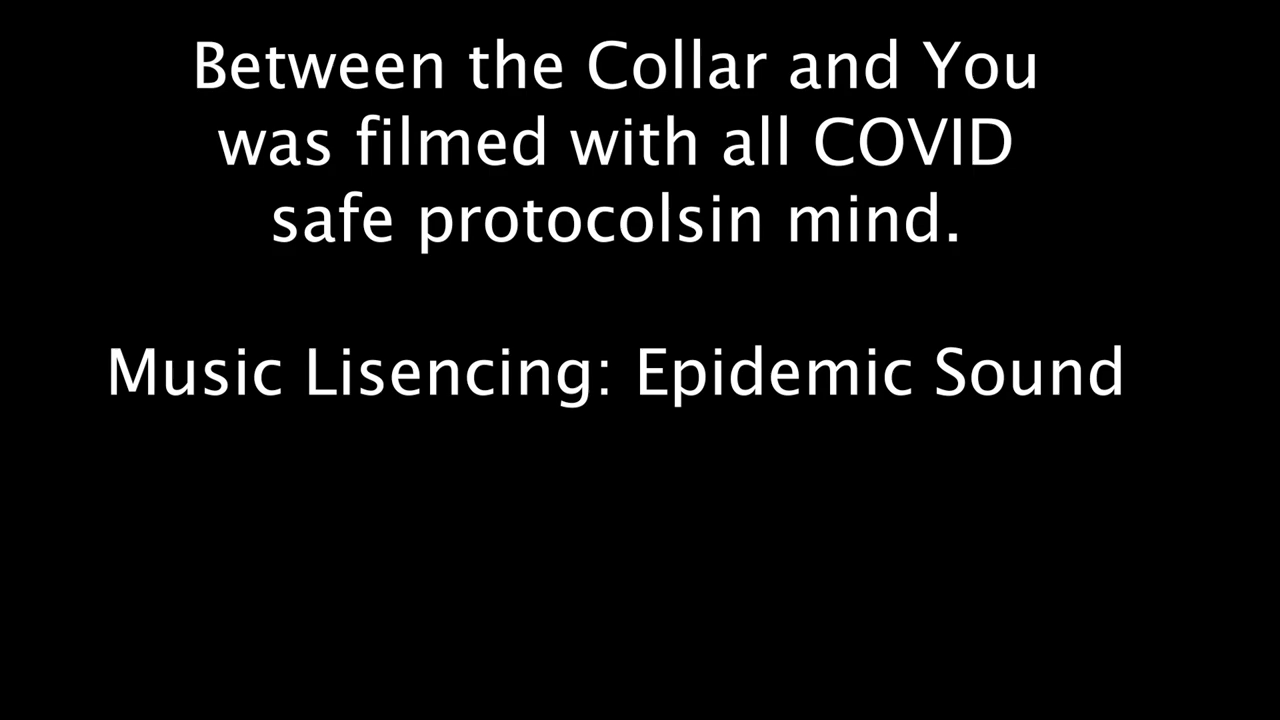 Between the Collar and You
was filmed with all COVID
safe protocolsin mind.
Music Lisencing: Epidemic Sound